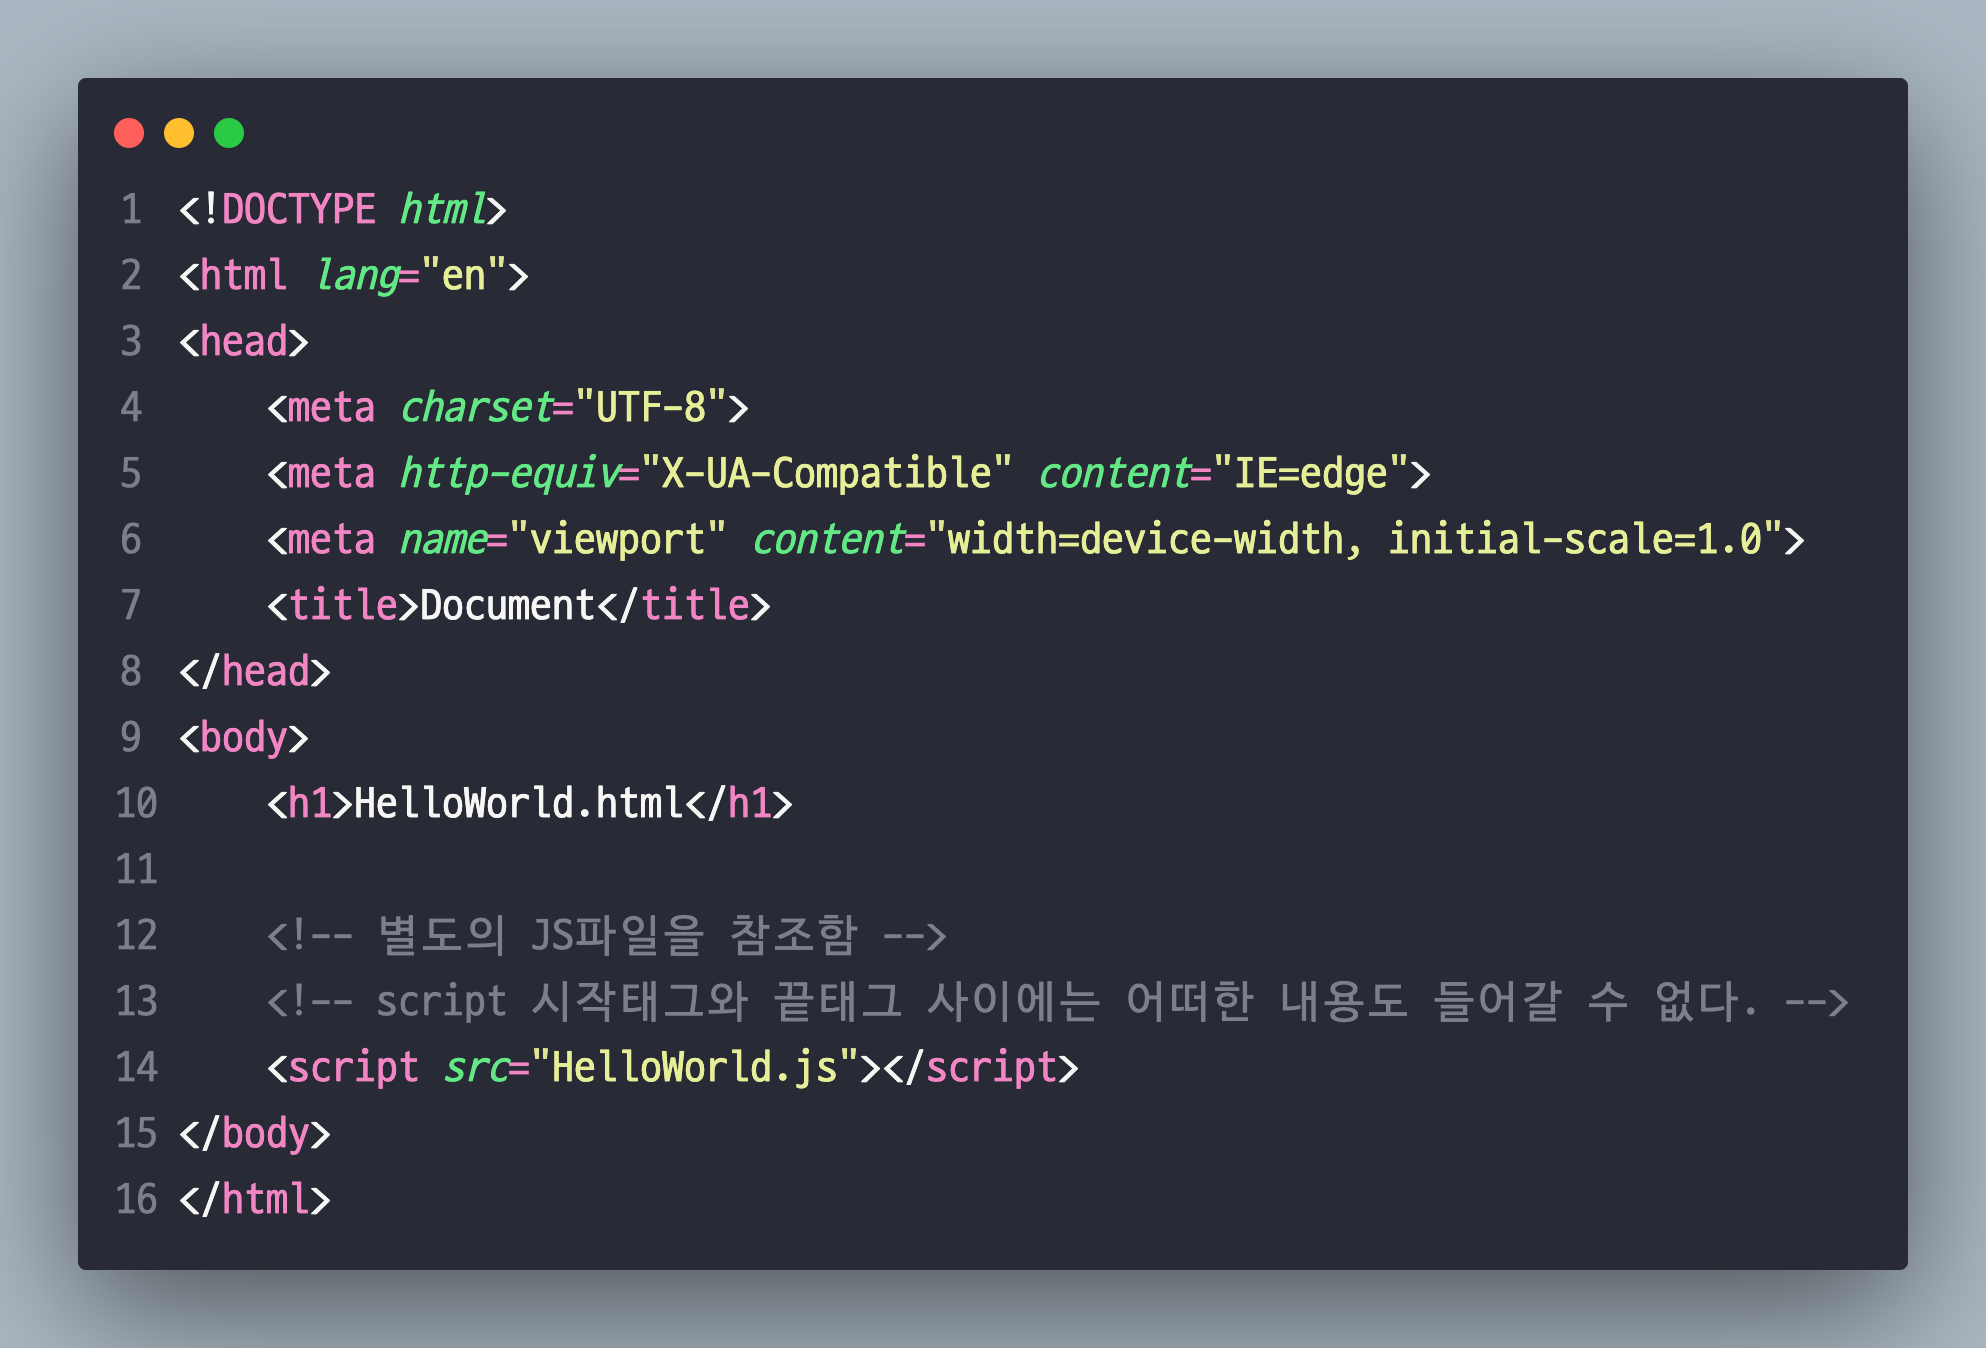 1 <!DOCTYPE html>
2 <html lang="en">
3 <head>
4     <meta charset="UTF-8">
5     <meta http-equiv="X-UA-Compatible" content="IE=edge">
6     <meta name="viewport" content="width=device-width, initial-scale=1.0">
7     <title>Document</title>
8 </head>
9 <body>
10     <h1>HelloWorld.html</h1>
11
12     <!-- 별도의 JS파일을 참조함 -->
13     <!-- script 시작태그와 끝태그 사이에는 어떠한 내용도 들어갈 수 없다. -->
14     <script src="HelloWorld.js"></script>
15 </body>
16 </html>